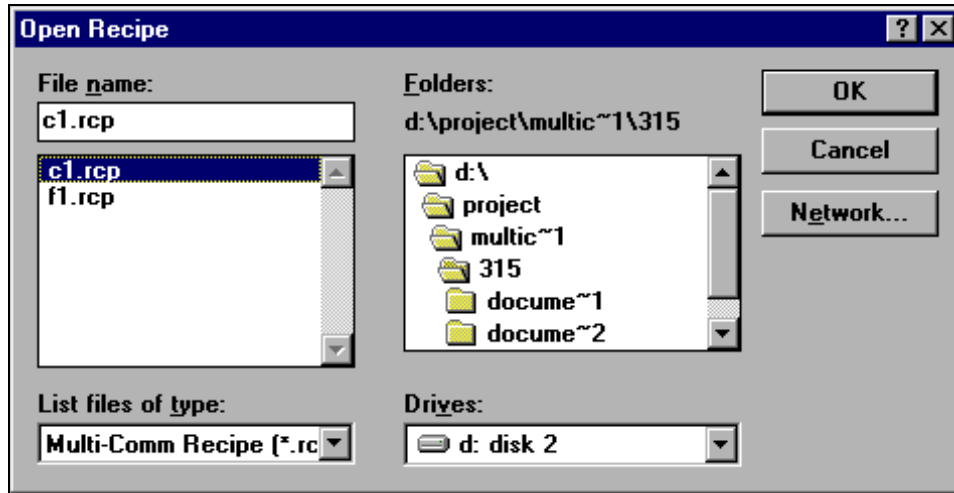 Open Recipe
File name:
c1.rcp
c1.rcp
f1.rcp
List files of type:
Multi-Comm Recipe (*.rc
Folders:
d:\project\multic~1\315
d:\
project
multic~1
315
docume~1
docume~2
Drives:
d: disk 2
OK
Cancel
Network...